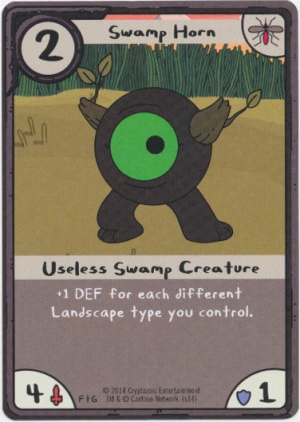 2
Swamp Horn
Useless Swamp Creature
+1 DEF for each different
Landscape type you control.
4
F+G
© 2014 Cryptozoic Entertainment
TM & © Cartoon Network. (s14)
1